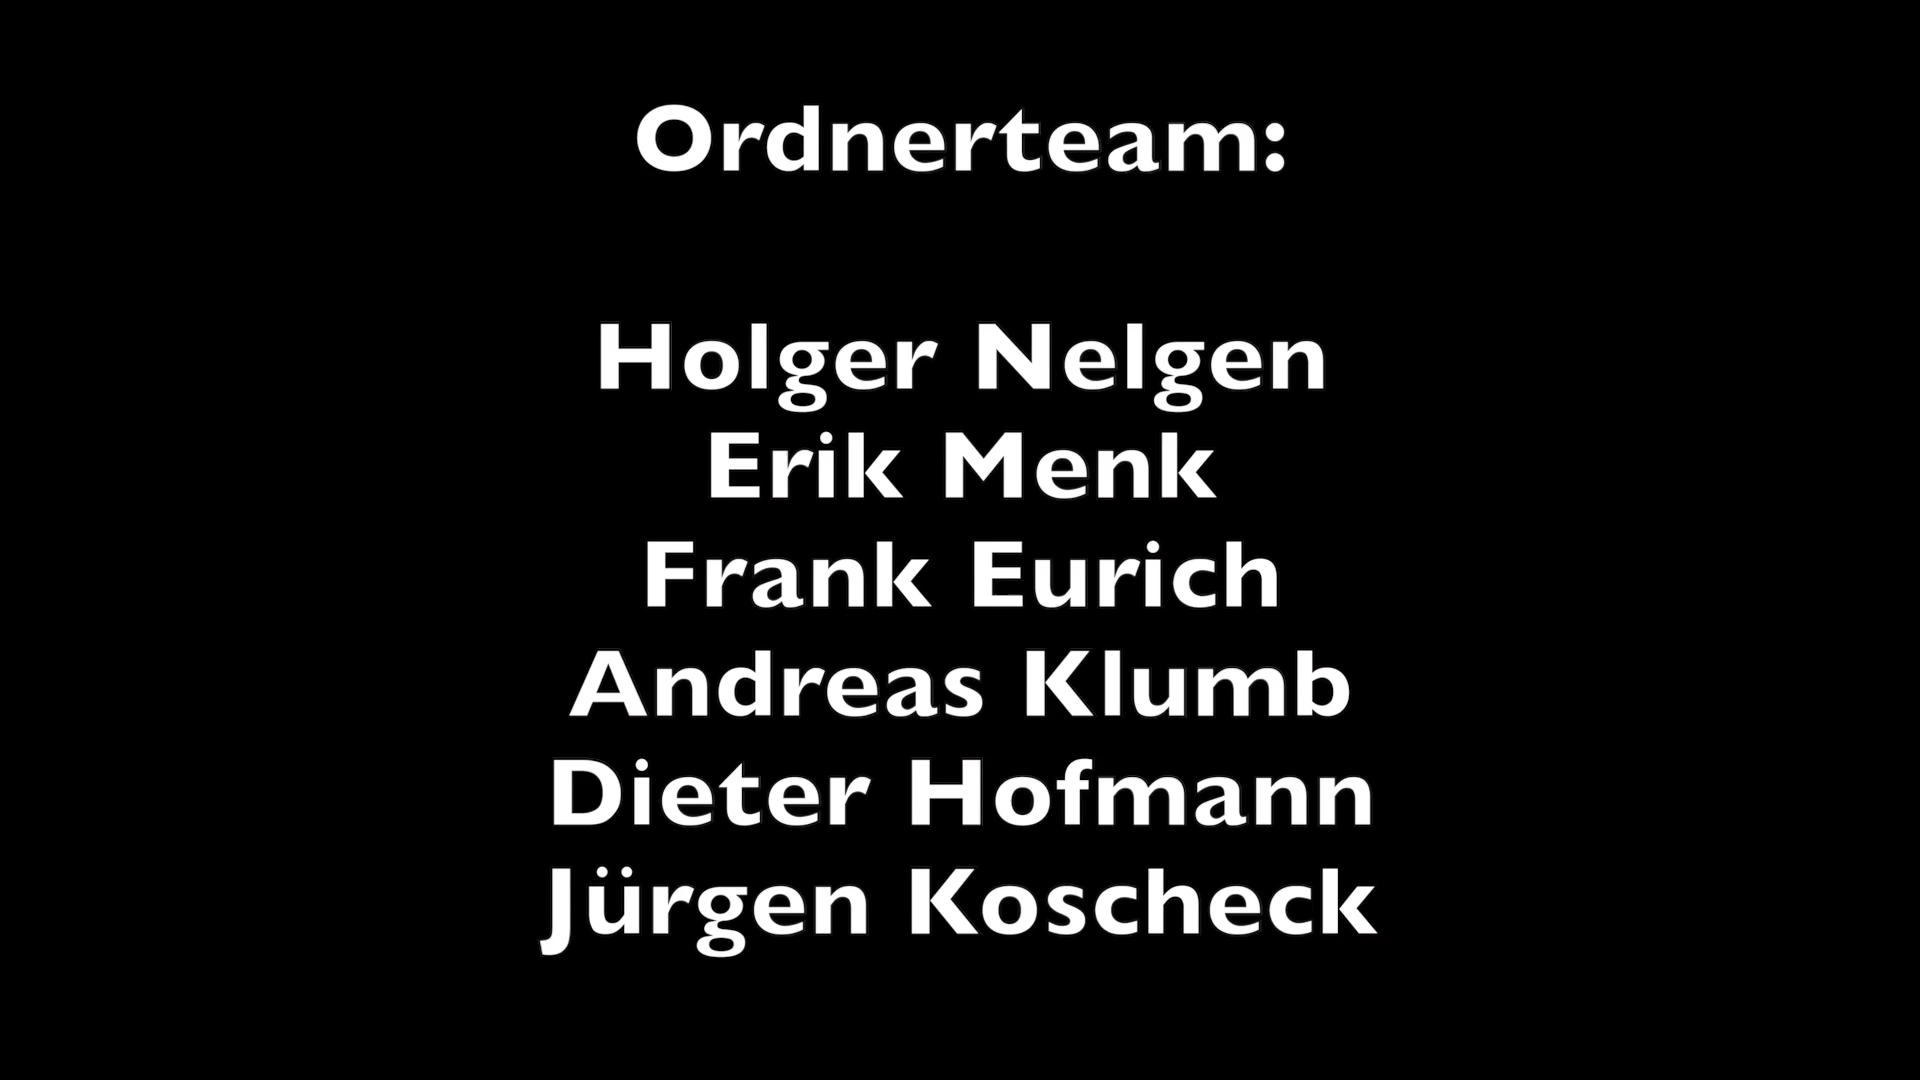 Ordnerteam:
Holger Nelgen
Erik Menk
Frank Eurich
Andreas Klumb
Dieter Hofmann
Jürgen Koscheck